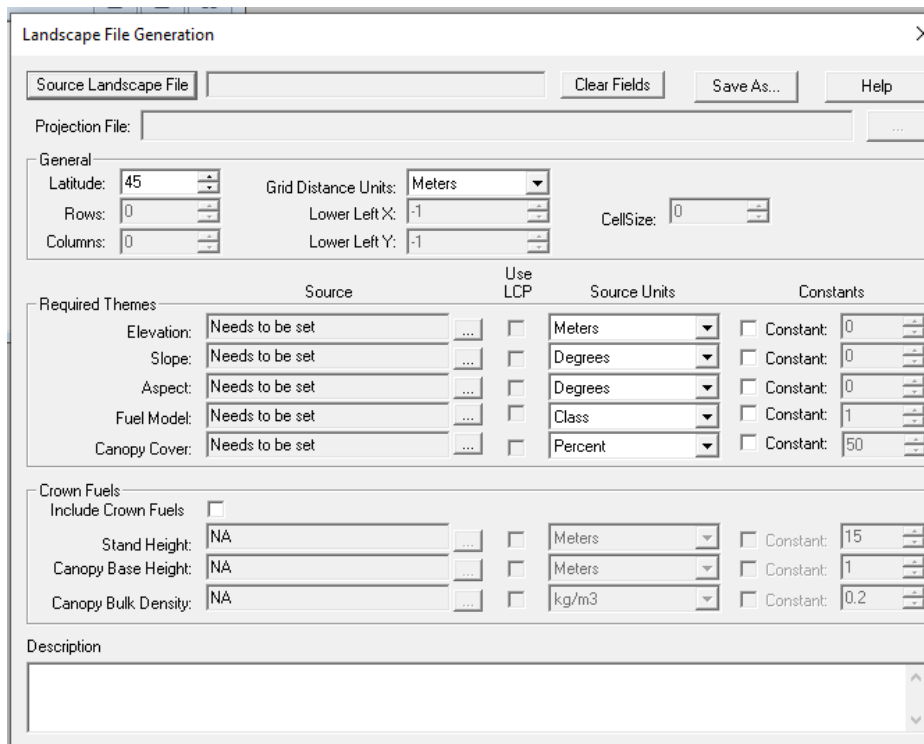 Landscape File Generation
Source Landscape File Clear Fields Save As... Help
Projection File: ...
General
Latitude: 45 Grid Distance Units: Meters
Rows: 0 Lower Left X: -1 CellSize: 0
Columns: 0 Lower Left Y: -1
Source Use LCP Source Units Constants
Required Themes
Elevation: Needs to be set ... Meters Constant: 0
Slope: Needs to be set ... Degrees Constant: 0
Aspect: Needs to be set ... Degrees Constant: 0
Fuel Model: Needs to be set ... Class Constant: 1
Canopy Cover: Needs to be set ... Percent Constant: 50
Crown Fuels
Include Crown Fuels
Stand Height: NA ... Meters Constant: 15
Canopy Base Height: NA ... Meters Constant: 1
Canopy Bulk Density: NA ... kg/m3 Constant: 0.2
Description